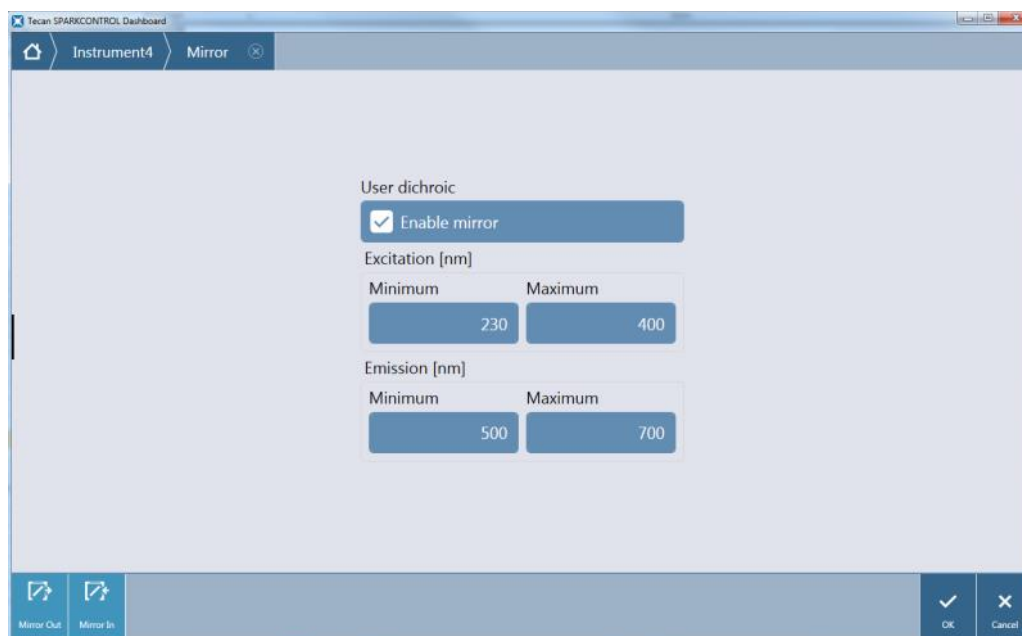 Tecan SPARKCONTROL Dashboard
Instrument4 Mirror
User dichroic
Enable mirror
Excitation [nm]
Minimum Maximum
230 400
Emission [nm]
Minimum Maximum
500 700
Mirror Out Mirror In OK Cancel